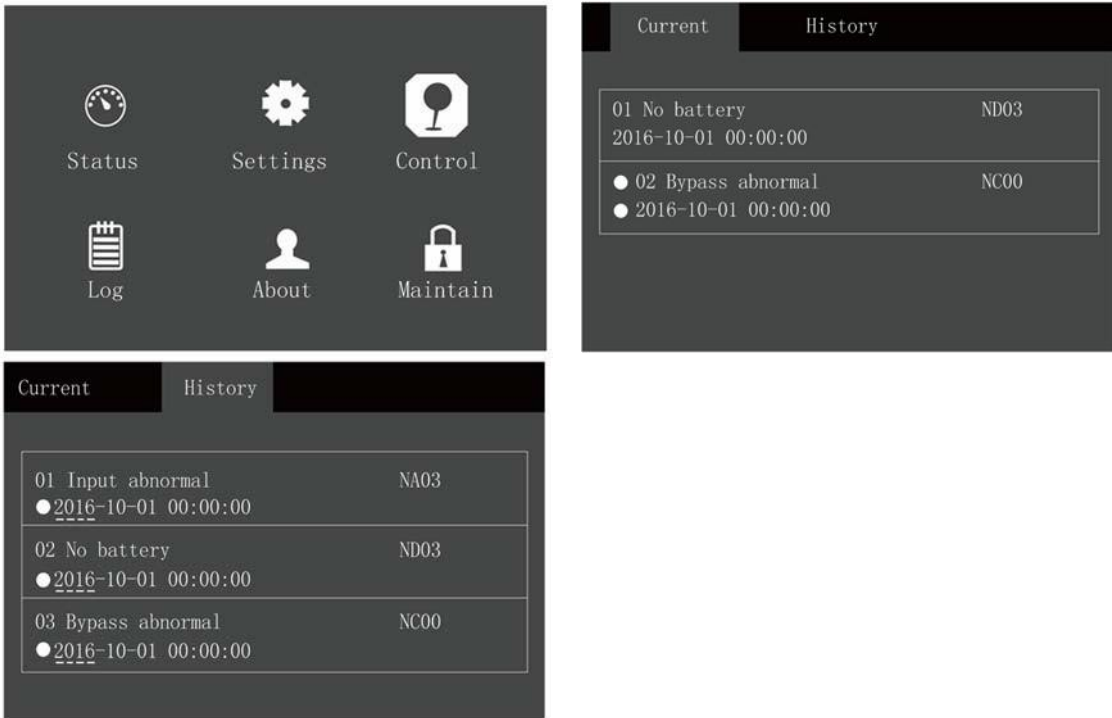 Status Settings Control
Log About Maintain
Current History
01 No battery ND03
2016-10-01 00:00:00
02 Bypass abnormal NC00
2016-10-01 00:00:00
Current History
01 Input abnormal NA03
2016-10-01 00:00:00
02 No battery ND03
2016-10-01 00:00:00
03 Bypass abnormal NC00
2016-10-01 00:00:00